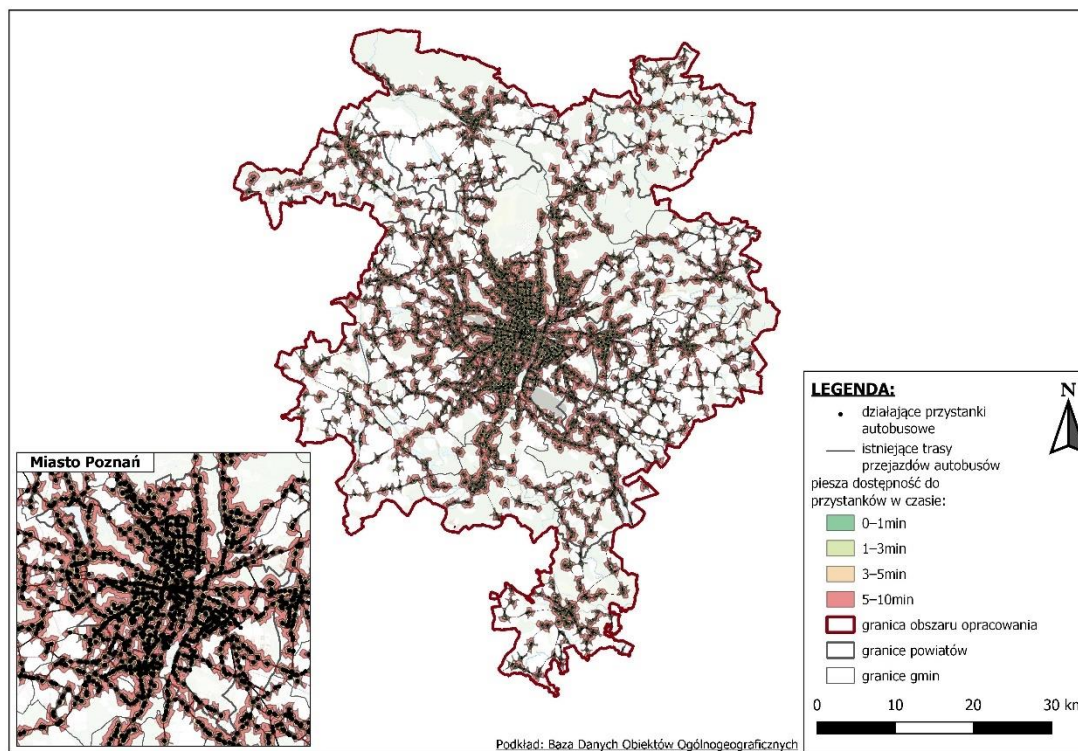 Miasto Poznań
LEGENDA:
N
działające przystanki
autobusowe
istniejące trasy
przejazdów autobusów
piesza dostępność do
przystanków w czasie:
0–1min
1–3min
3–5min
5–10min
granica obszaru opracowania
granice powiatów
granice gmin
0 10 20 30 km
Podkład: Baza Danych Obiektów Ogólnogeograficznych